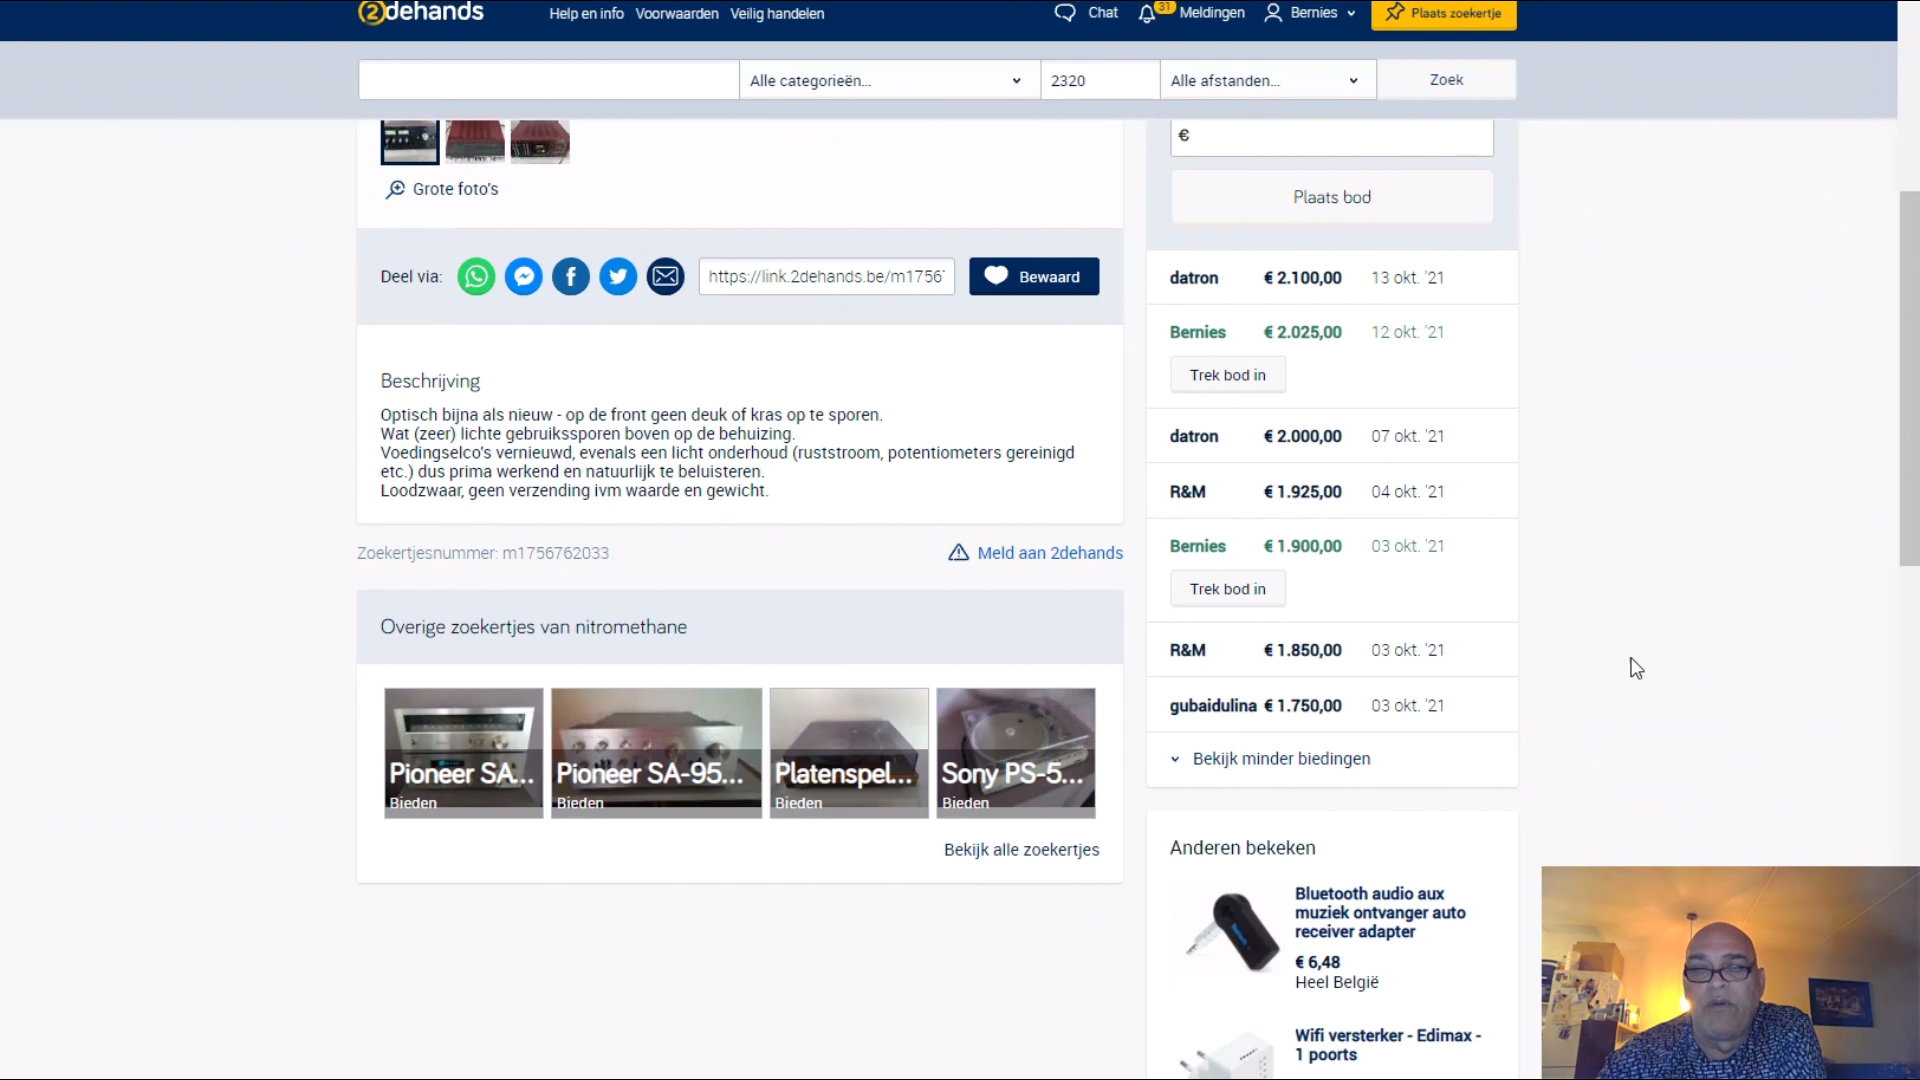 2dehands
Help en info Voorwaarden Veilig handelen
Chat 31 Meldingen Bernies Plaats zoekertje
Alle categorieën... 2320 Alle afstanden... Zoek
€
Grote foto's
Plaats bod
Deel via: f https://link.2dehands.be/m1756 Bewaard
datron € 2.100,00 13 okt. '21
Bernies € 2.025,00 12 okt. '21
Trek bod in
datron € 2.000,00 07 okt. '21
R&M € 1.925,00 04 okt. '21
Bernies € 1.900,00 03 okt. '21
Trek bod in
R&M € 1.850,00 03 okt. '21
gubaidulina € 1.750,00 03 okt. '21
Bekijk minder biedingen
Beschrijving
Optisch bijna als nieuw - op de front geen deuk of kras op te sporen.
Wat (zeer) lichte gebruikssporen boven op de behuizing.
Voedingselco's vernieuwd, evenals een licht onderhoud (ruststroom, potentiometers gereinigd
etc.) dus prima werkend en natuurlijk te beluisteren.
Loodzwaar, geen verzending ivm waarde en gewicht.
Zoekertjesnummer: m1756762033
Meld aan 2dehands
Overige zoekertjes van nitromethane
Pioneer SA... Pioneer SA-95... Platenspel... Sony PS-5...
Bieden Bieden Bieden Bieden
Bekijk alle zoekertjes
Anderen bekeken
Bluetooth audio aux
muziek ontvanger auto
receiver adapter
€ 6,48
Heel België
Wifi versterker - Edimax -
1 poorts